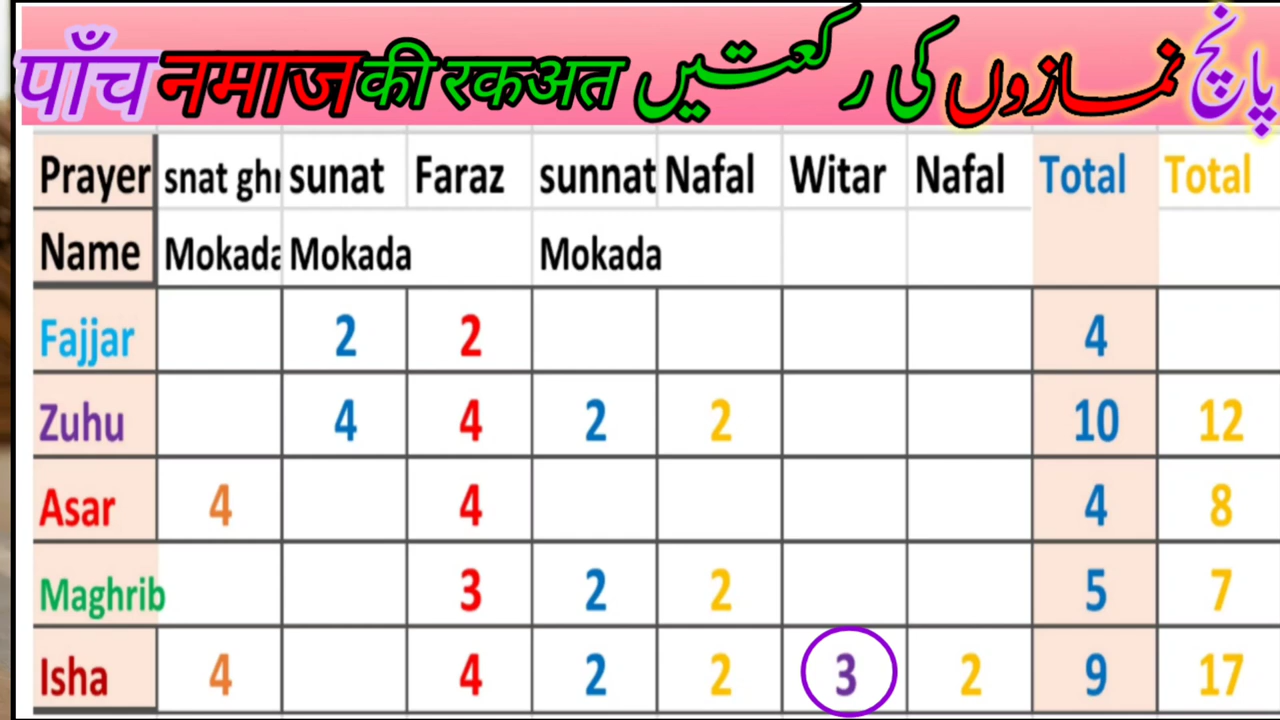 पाँच नमाज की रकअत پانچ نمازوں کی رکعتیں
Prayer snat ghr sunat Faraz sunnat Nafal Witar Nafal Total Total
Name Mokada Mokada Mokada
Fajjar 2 2 4
Zuhu 4 4 2 2 10 12
Asar 4 4 4 8
Maghrib 3 2 2 5 7
Isha 4 4 2 2 3 2 9 17